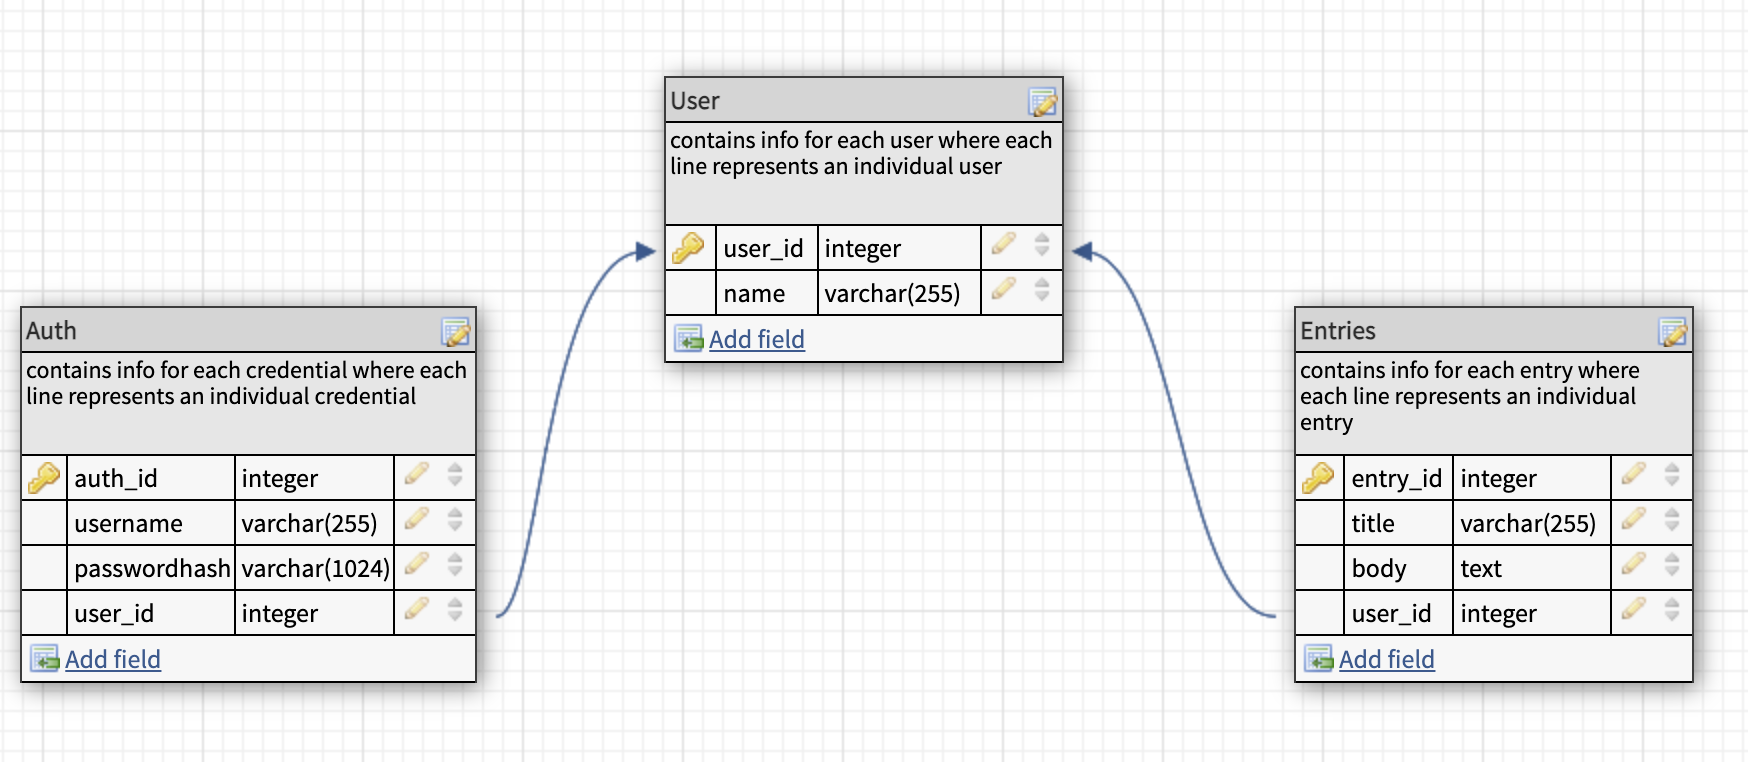 User
contains info for each user where each
line represents an individual user
user_id integer
name varchar(255)
Add field
Auth
contains info for each credential where each
line represents an individual credential
auth_id integer
username varchar(255)
passwordhash varchar(1024)
user_id integer
Add field
Entries
contains info for each entry where
each line represents an individual
entry
entry_id integer
title varchar(255)
body text
user_id integer
Add field